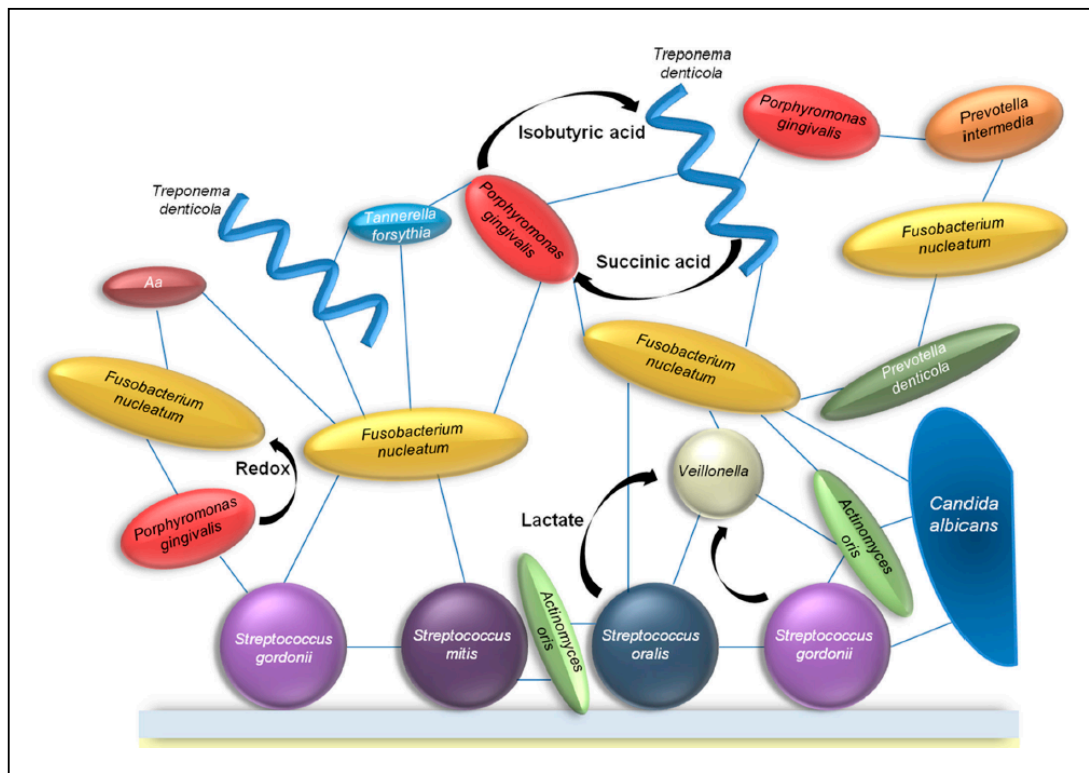 Treponema
denticola
Isobutyric acid
Porphyromonas
gingivalis
Prevotella
intermedia
Treponema
denticola
Tannerella
forsythia
Porphyromonas
gingivalis
Fusobacterium
nucleatum
Succinic acid
Aa
Fusobacterium
nucleatum
Fusobacterium
nucleatum
Prevotella
denticola
Fusobacterium
nucleatum
Redox
Veillonella
Porphyromonas
gingivalis
Lactate
Actinomyces
oris
Candida
albicans
Streptococcus
gordonii
Streptococcus
mitis
Actinomyces
oris
Streptococcus
oralis
Streptococcus
gordonii